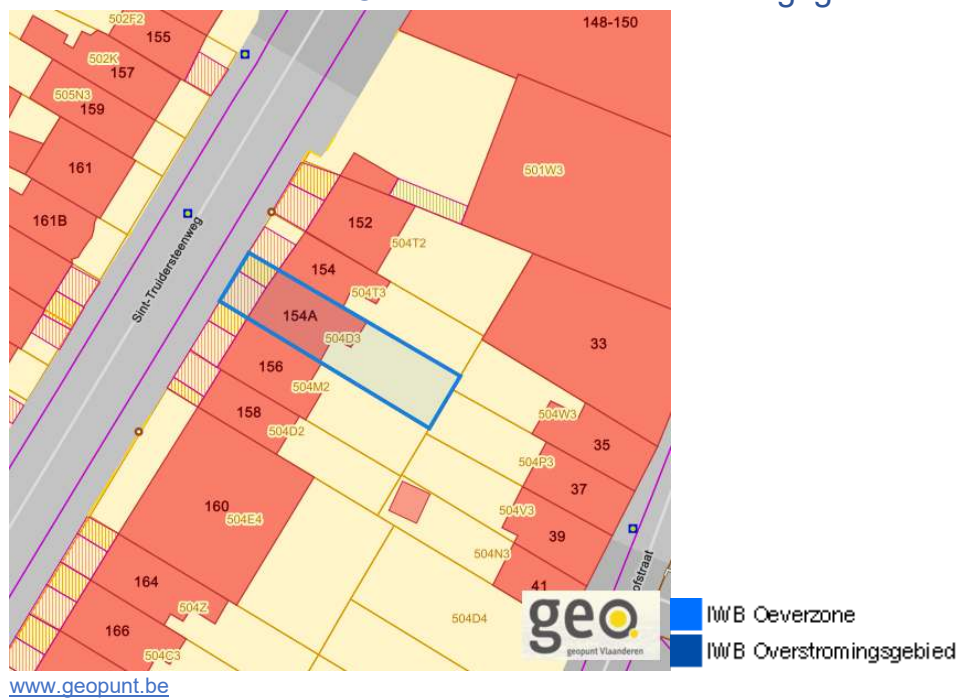 148-150
502F2
155
502K
157
505N3
159
161
501W3
161B
152
504T2
Sint-Truidersteenweg
154
504T3
154A
504D3
33
156
504M2
158
504D2
504W3
35
504P3
37
160
504E4
504V3
39
504N3
41
ofstraat
164
504Z
504D4
166
504C3
geo.
geopunt Vlaanderen
IWB Oeverzone
IWB Overstromingsgebied
www.geopunt.be